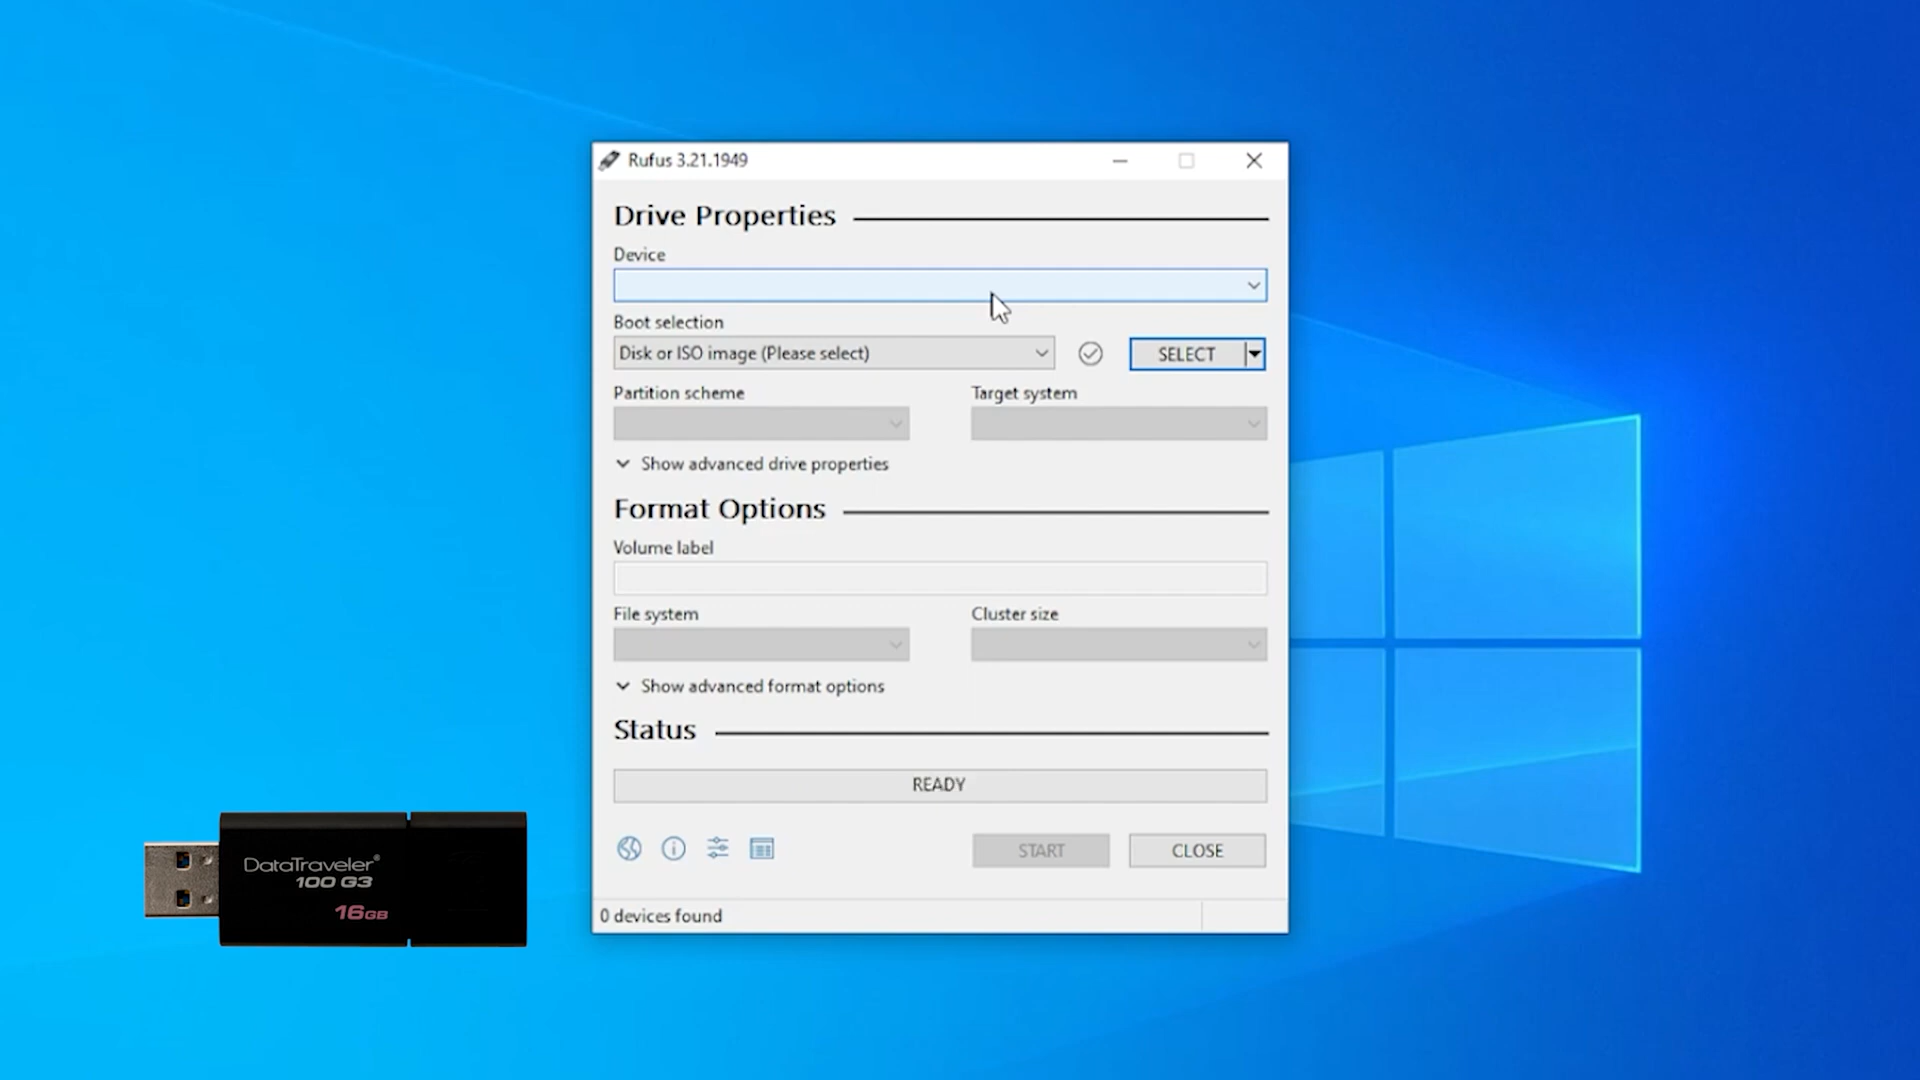 Rufus 3.21.1949
Drive Properties
Device
Boot selection
Disk or ISO image (Please select)
SELECT
Partition scheme
Target system
Show advanced drive properties
Format Options
Volume label
File system
Cluster size
Show advanced format options
Status
READY
START
CLOSE
0 devices found
DataTraveler®
100 G3
16GB